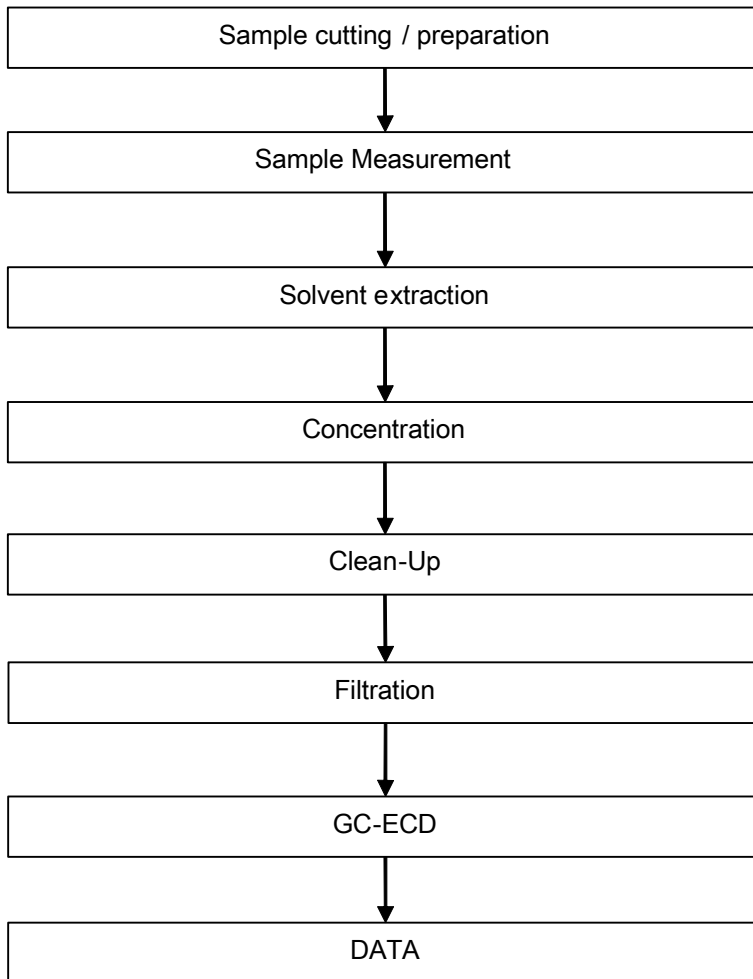 Sample cutting / preparation
Sample Measurement
Solvent extraction
Concentration
Clean-Up
Filtration
GC-ECD
DATA